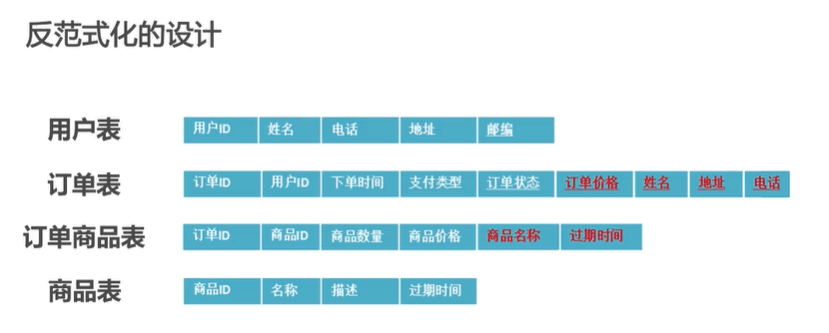 反范式化的设计
用户表 用户ID 姓名 电话 地址 邮编
订单表 订单ID 用户ID 下单时间 支付类型 订单状态 订单价格 姓名 地址 电话
订单商品表 订单ID 商品ID 商品数量 商品价格 商品名称 过期时间
商品表 商品ID 名称 描述 过期时间